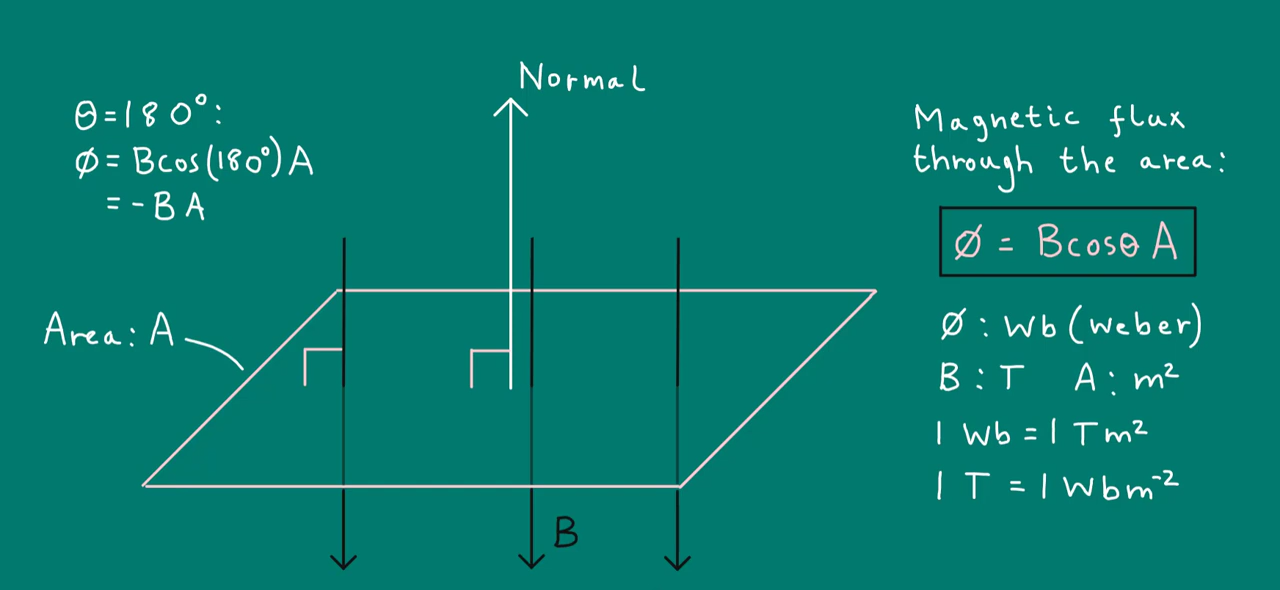 Normal
θ=180°:
ø= Bcos(180°)A
= -BA
Area: A
B
Magnetic flux
through the area:
ø = Bcosθ A
ø: Wb (weber)
B: T A: m²
1 Wb = 1 Tm²
1 T = 1 Wbm⁻²